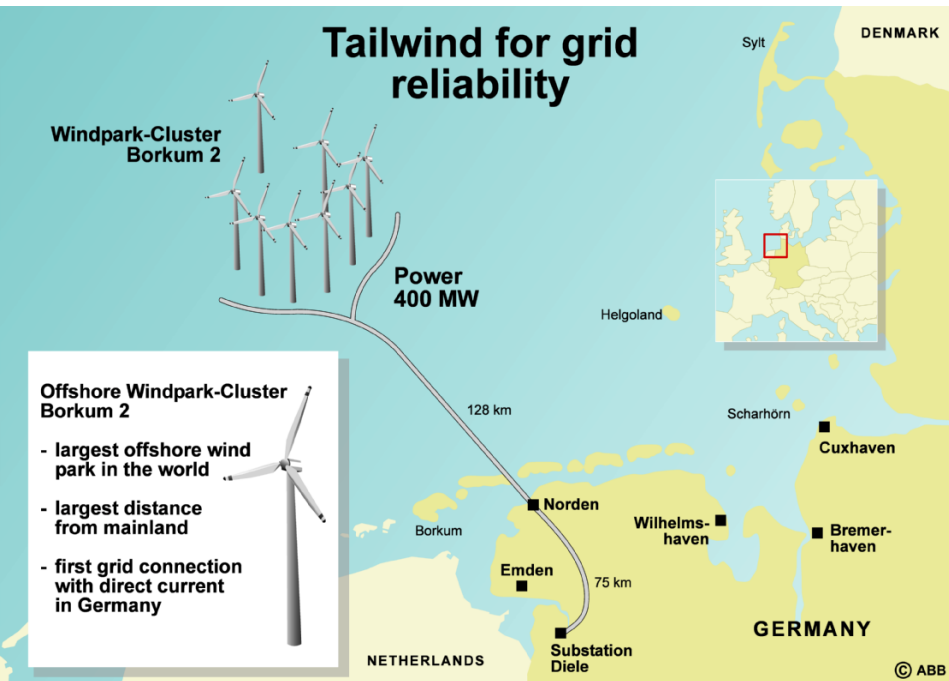 Tailwind for grid
reliability
Sylt
DENMARK
Windpark-Cluster
Borkum 2
Power
400 MW
Helgoland
Offshore Windpark-Cluster
Borkum 2
- largest offshore wind
park in the world
- largest distance
from mainland
- first grid connection
with direct current
in Germany
128 km
Scharhörn
Cuxhaven
Norden
Borkum
Wilhelms-
haven
Bremer-
haven
Emden
75 km
Substation
Diele
GERMANY
NETHERLANDS
© ABB